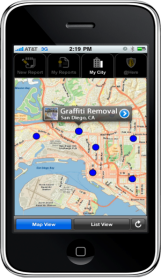 AT&T 3G 2:19 PM
New Report My Reports My City
Graffiti Removal
San Diego, CA
Map View List View